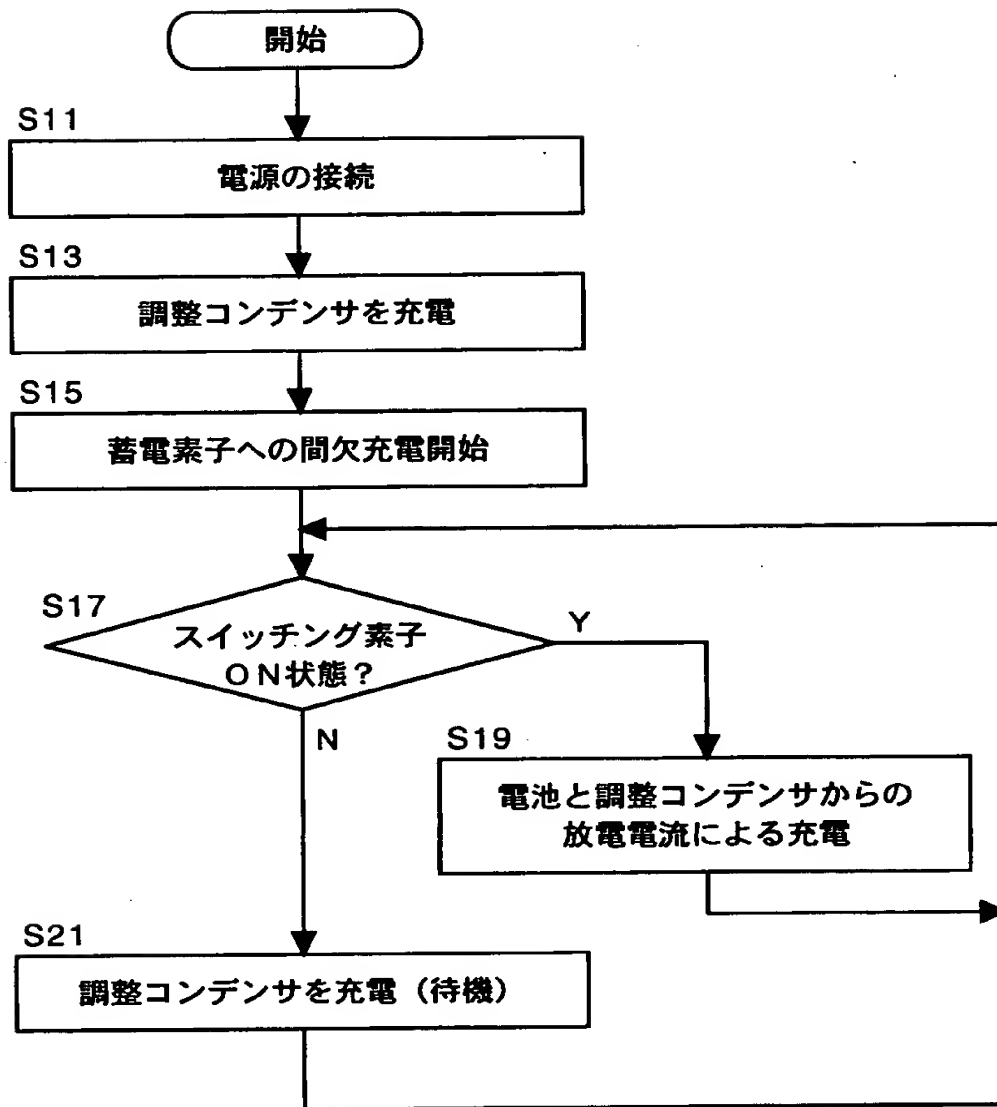 開始
S11
電源の接続
S13
調整コンデンサを充電
S15
蓄電素子への間欠充電開始
S17
スイッチング素子
ON状態?
Y
N
S19
電池と調整コンデンサからの
放電電流による充電
S21
調整コンデンサを充電(待機)